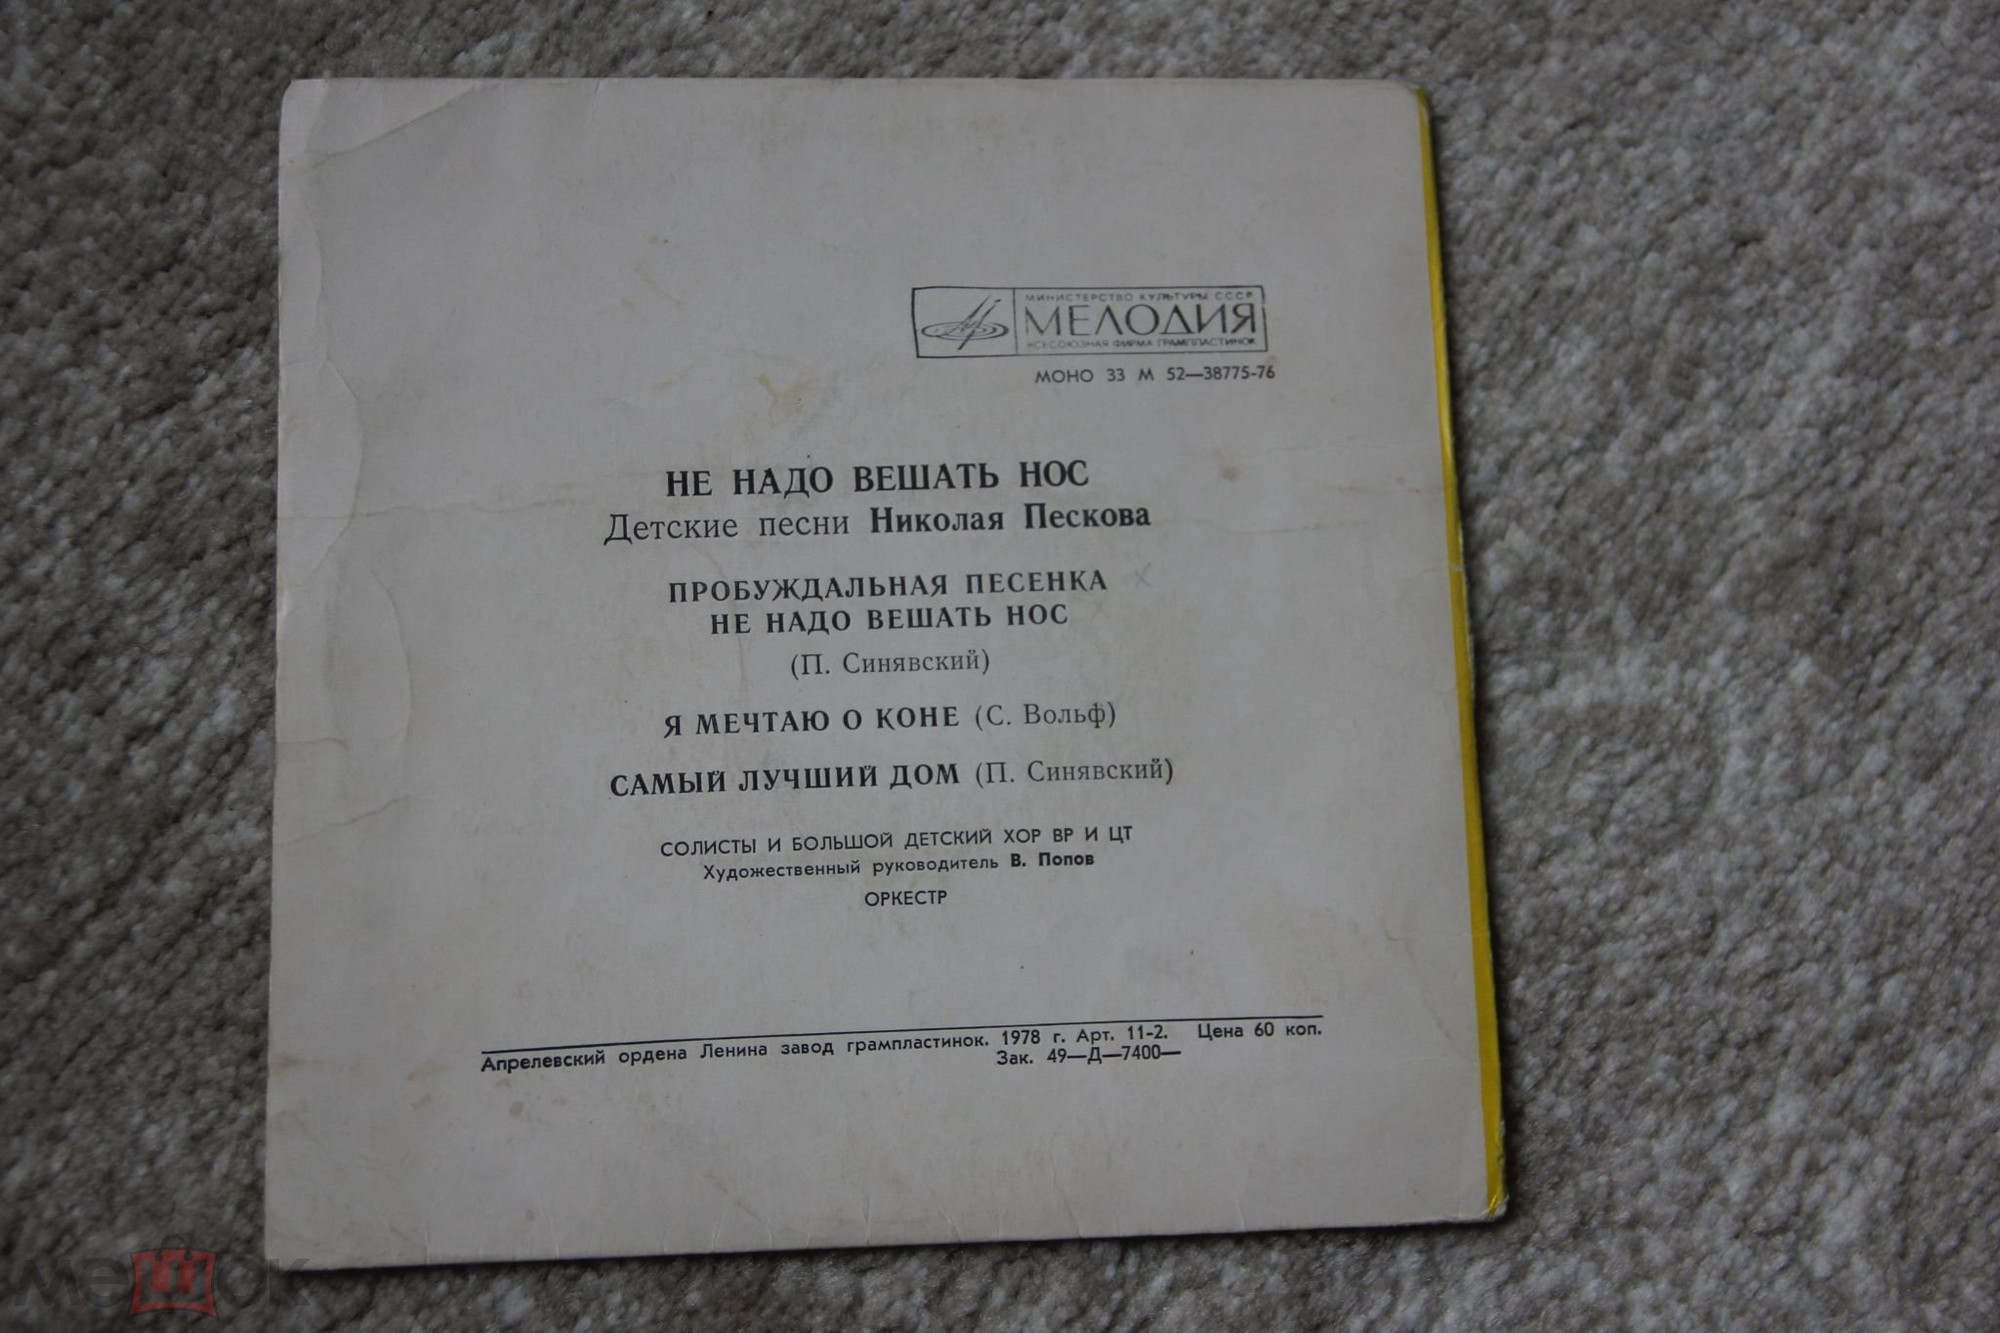 МИНИСТЕРСТВО КУЛЬТУРЫ СССР
МЕЛОДИЯ
ВСЕСОЮЗНАЯ ФИРМА ГРАМПЛАСТИНОК
МОНО 33 М 52—38775-76
НЕ НАДО ВЕШАТЬ НОС
Детские песни Николая Пескова
ПРОБУЖДАЛЬНАЯ ПЕСЕНКА
НЕ НАДО ВЕШАТЬ НОС
(П. Синявский)
Я МЕЧТАЮ О КОНЕ (С. Вольф)
САМЫЙ ЛУЧШИЙ ДОМ (П. Синявский)
СОЛИСТЫ И БОЛЬШОЙ ДЕТСКИЙ ХОР ВР И ЦТ
Художественный руководитель В. Попов
ОРКЕСТР
Апрелевский ордена Ленина завод грампластинок. 1978 г. Арт. 11-2. Цена 60 коп.
Зак. 49—Д—7400—
мешок